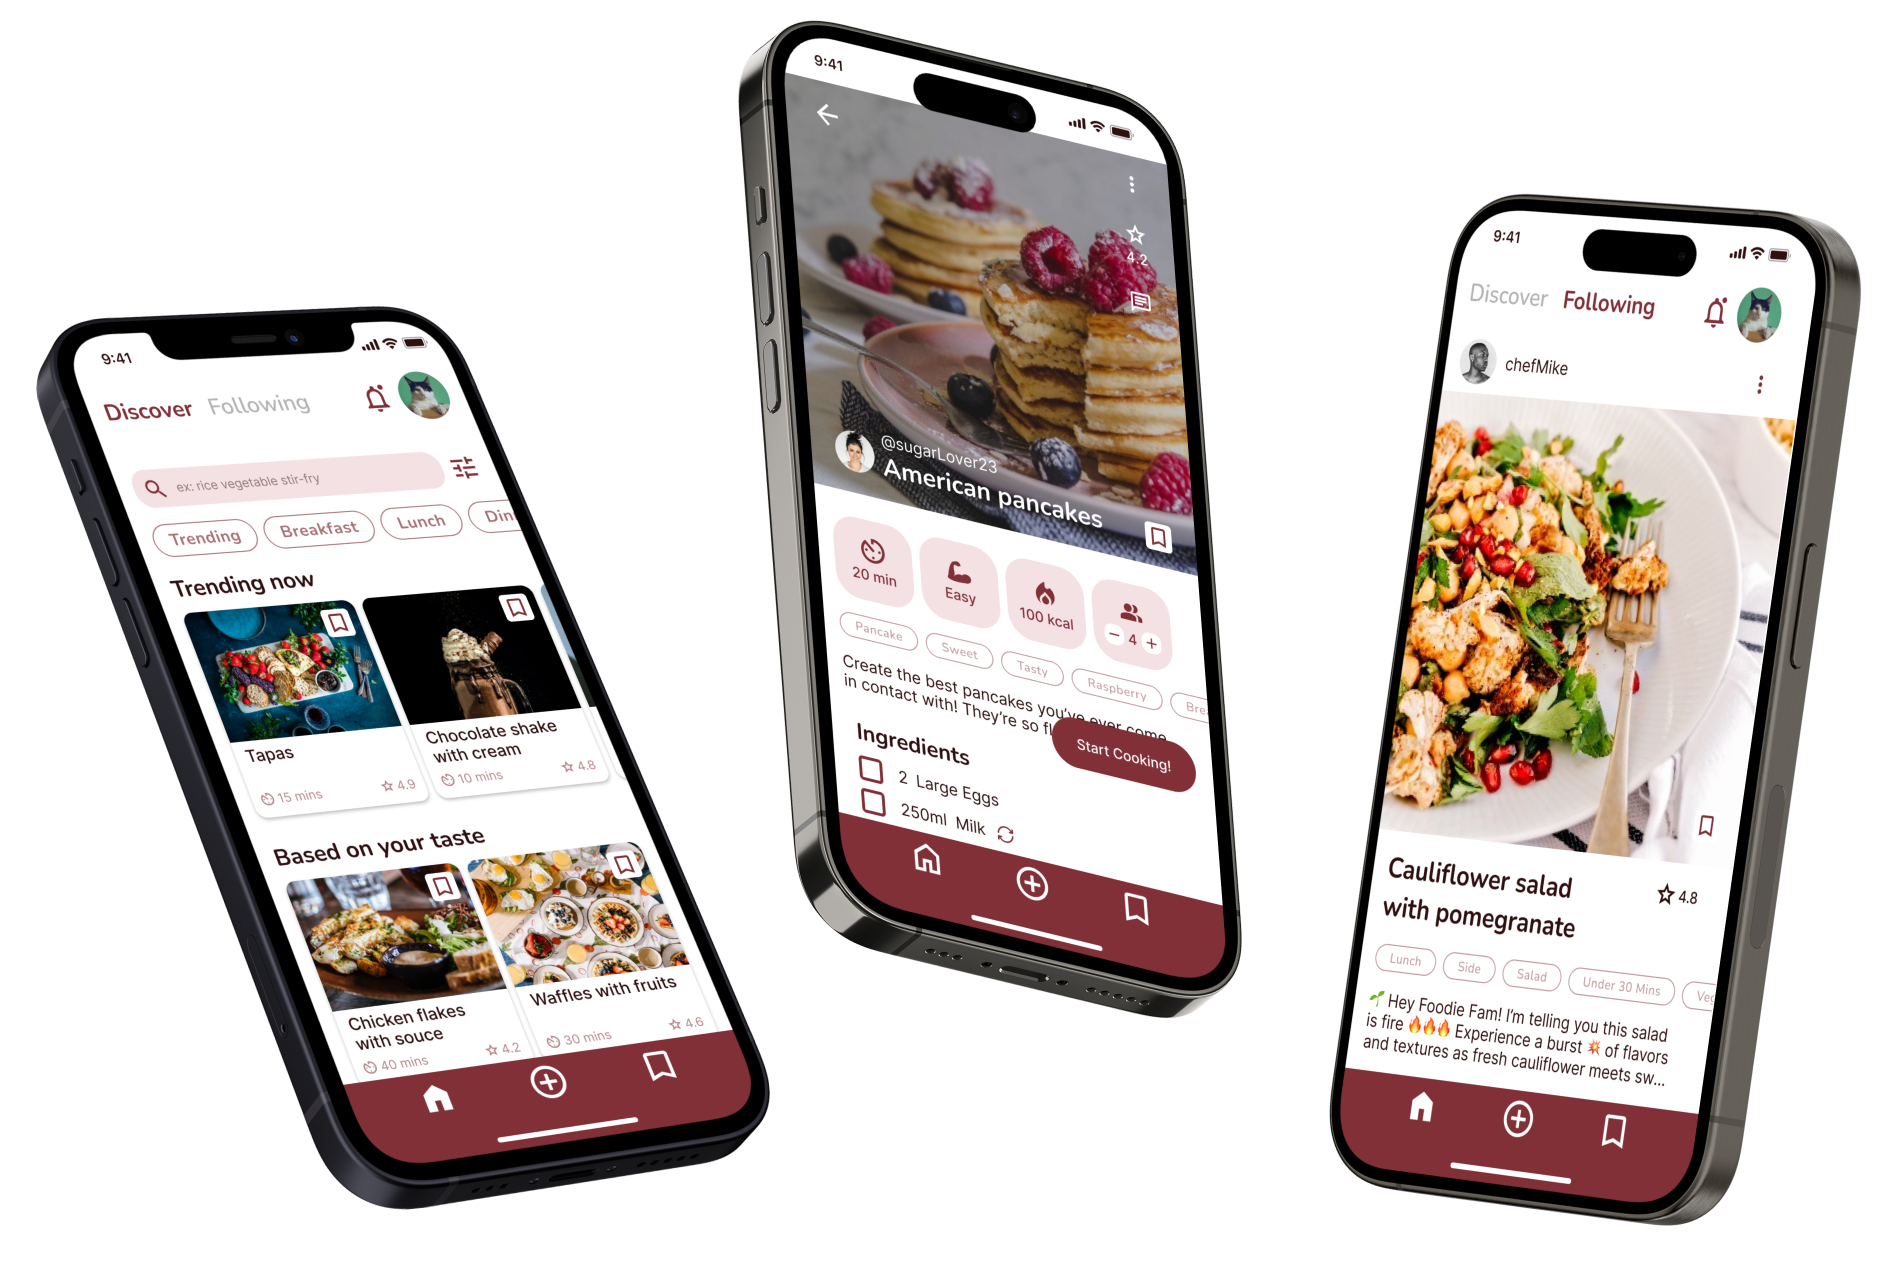 9:41
Discover Following
ex: rice vegetable stir-fry
Trending Breakfast Lunch
Trending now
Tapas
15 mins 4.9
Chocolate shake
with cream
10 mins 4.8
Based on your taste
Chicken flakes
with souce
40 mins 4.2
Waffles with fruits
30 mins 4.6
9:41
4.2
@sugarLover23
American pancakes
20 min
Easy
100 kcal
− 4 +
Pancake Sweet Tasty Raspberry
Create the best pancakes you've ever come
in contact with! They're so
Start Cooking!
Ingredients
2 Large Eggs
250ml Milk
9:41
Discover Following
chefMike
Cauliflower salad
with pomegranate
4.8
Lunch Side Salad Under 30 Mins
🌱 Hey Foodie Fam! I'm telling you this salad
is fire 🔥🔥🔥 Experience a burst 💥 of flavors
and textures as fresh cauliflower meets sw...